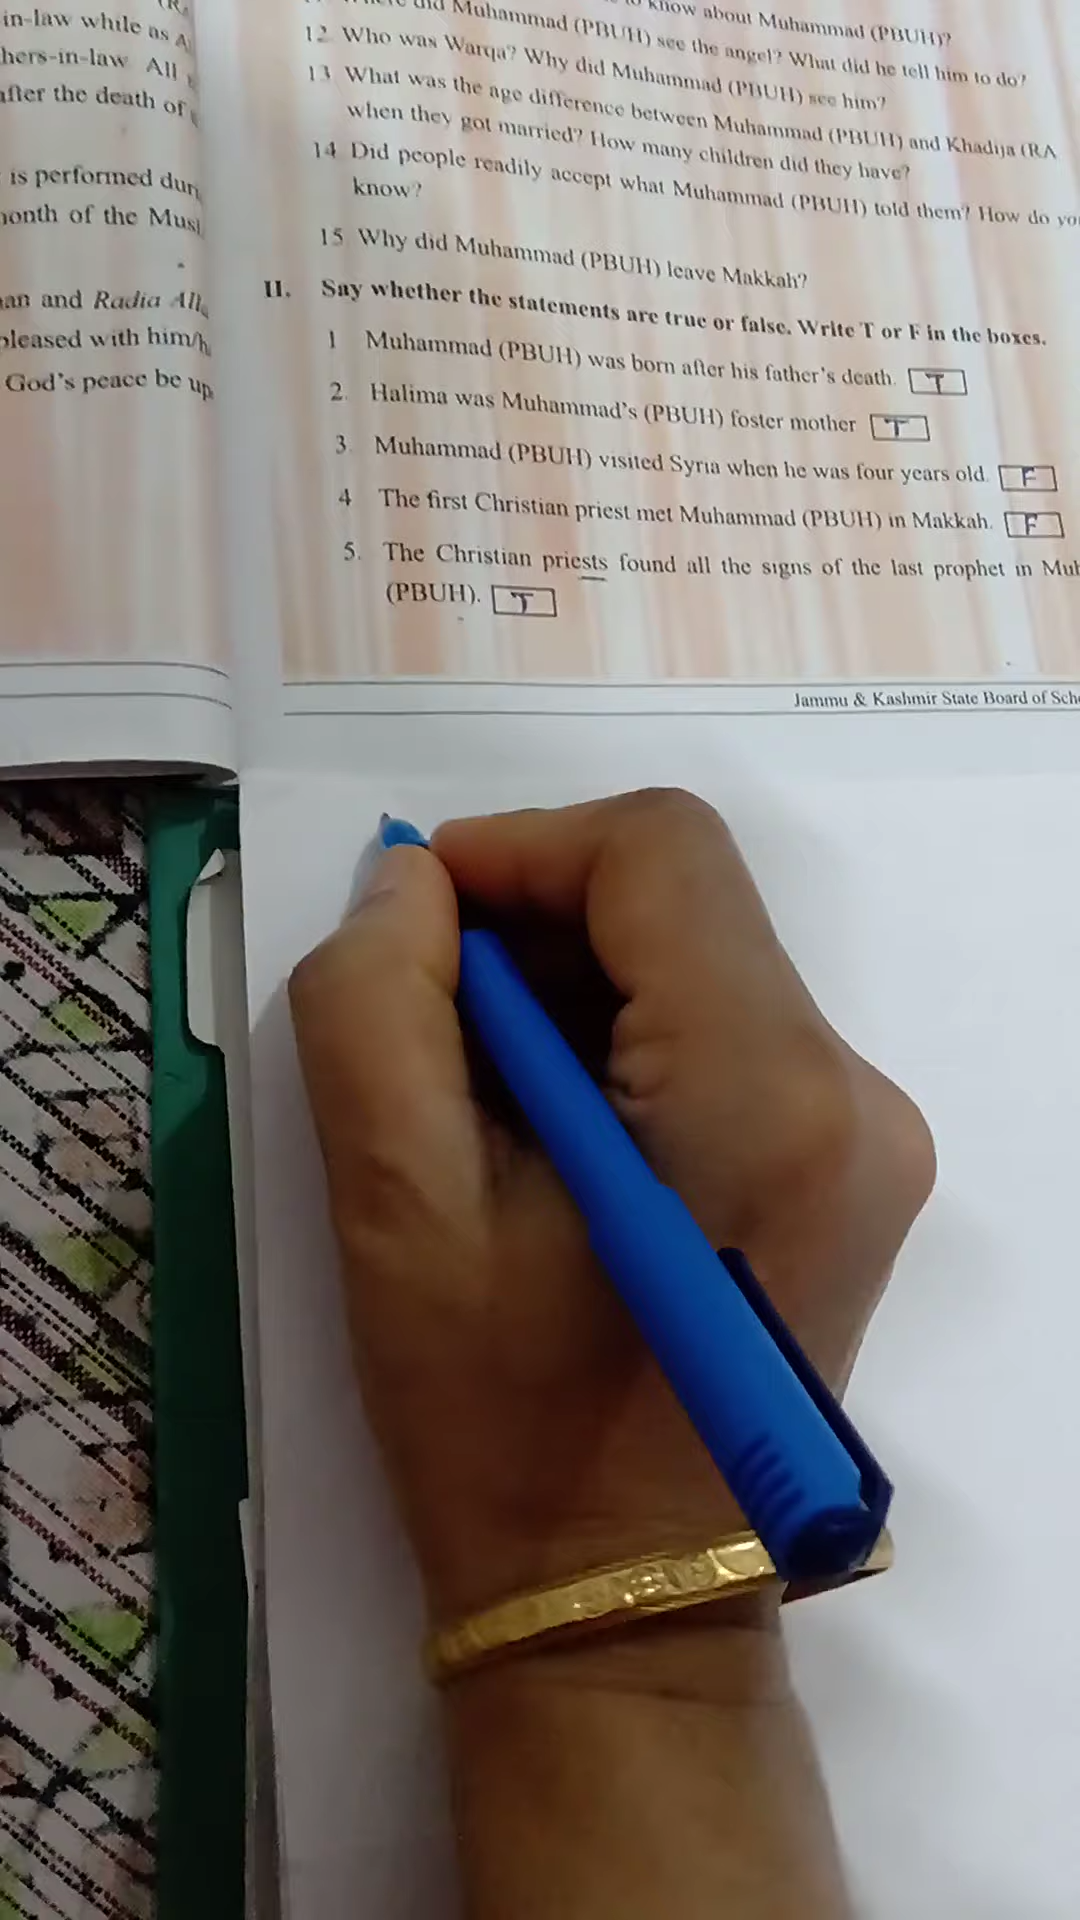 in-law while as
hers-in-law All
after the death of
is performed dur
month of the Musl
an and Radia All
pleased with him/h
God's peace be up
know about Muhammad (PBUH)?
did Muhammad (PBUH) see the angel? What did he tell him to do?
12 Who was Warqa? Why did Muhammad (PBUH) see him?
13 What was the age difference between Muhammad (PBUH) and Khadija (RA
when they got married? How many children did they have?
14 Did people readily accept what Muhammad (PBUH) told them? How do yo
know?
15 Why did Muhammad (PBUH) leave Makkah?
II. Say whether the statements are true or false. Write T or F in the boxes.
1 Muhammad (PBUH) was born after his father's death. T
2. Halima was Muhammad's (PBUH) foster mother T
3. Muhammad (PBUH) visited Syria when he was four years old. F
4 The first Christian priest met Muhammad (PBUH) in Makkah. F
5. The Christian priests found all the signs of the last prophet in Muh
(PBUH). T
Jammu & Kashmir State Board of Scho